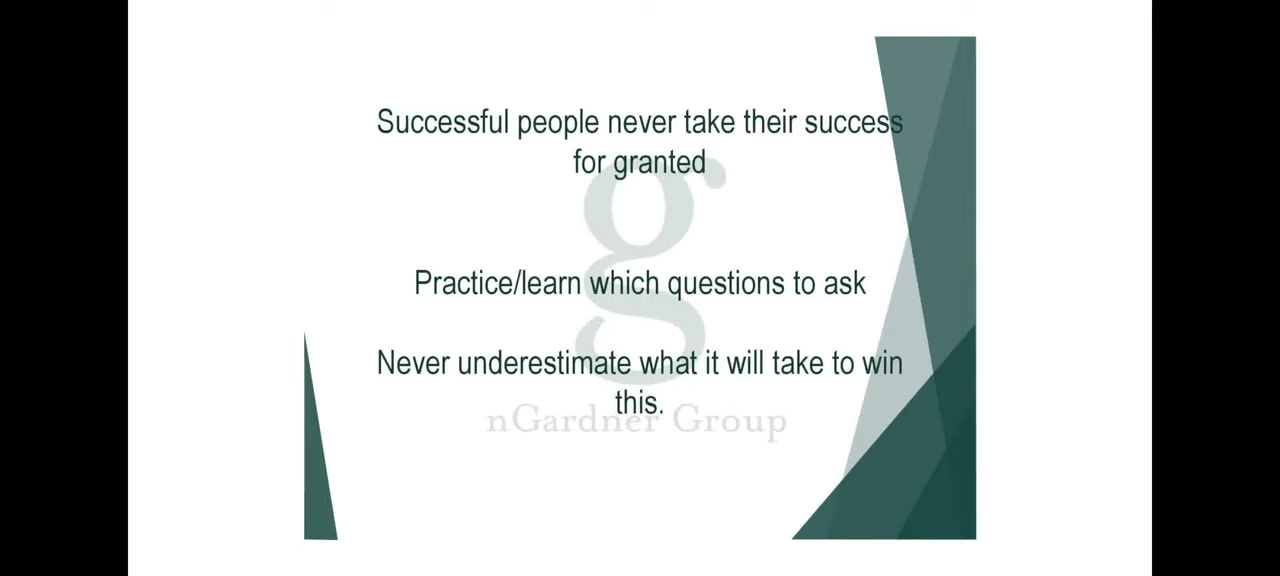 Successful people never take their success
for granted
Practice/learn which questions to ask
Never underestimate what it will take to win
this.
g
nGardner Group